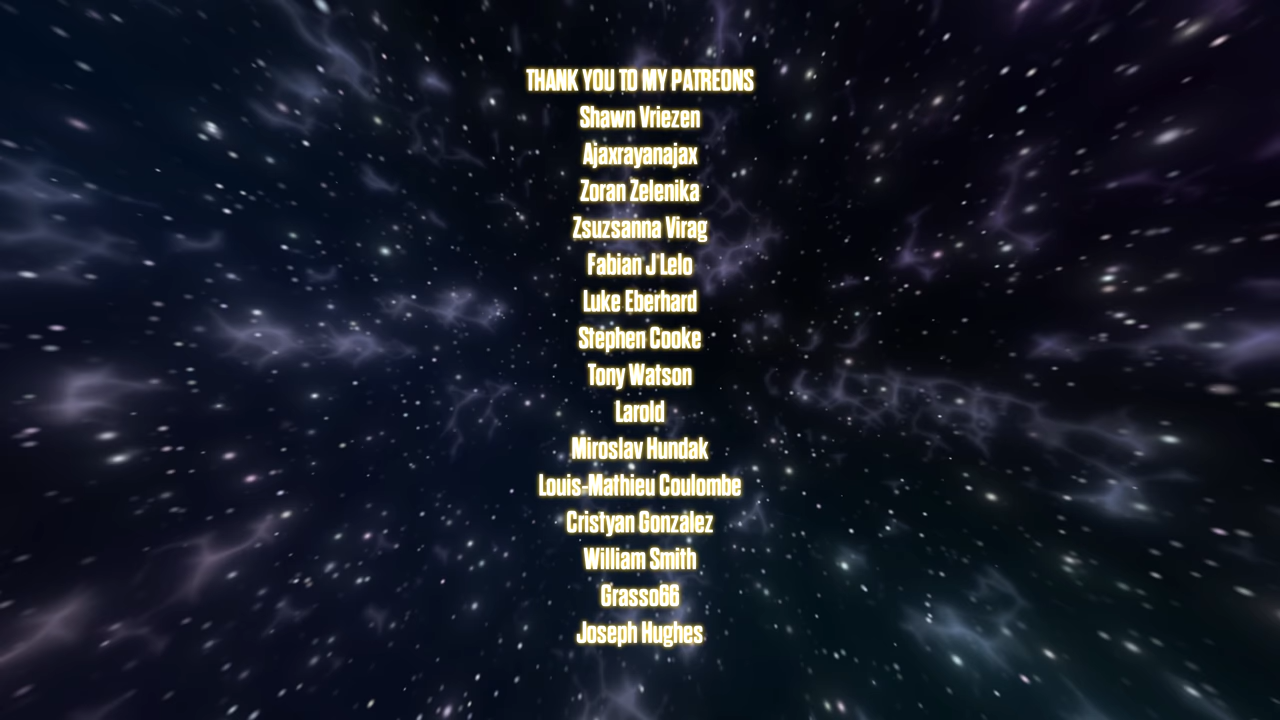 THANK YOU TO MY PATREONS
Shawn Vriezen
Ajaxrayanajax
Zoran Zelenika
Zsuzsanna Virag
Fabian J'Lelo
Luke Eberhard
Stephen Cooke
Tony Watson
Larold
Miroslav Hundak
Louis-Mathieu Coulombe
Cristyan González
William Smith
Grasso66
Joseph Hughes